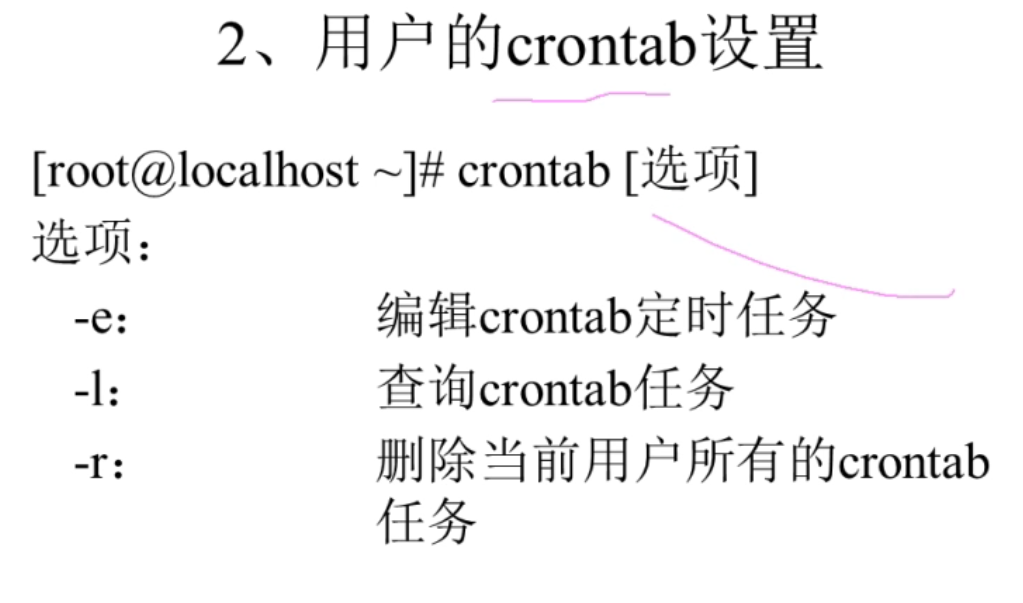 2、用户的crontab设置
[root@localhost ~]# crontab [选项]
选项：
-e： 编辑crontab定时任务
-l： 查询crontab任务
-r： 删除当前用户所有的crontab
任务